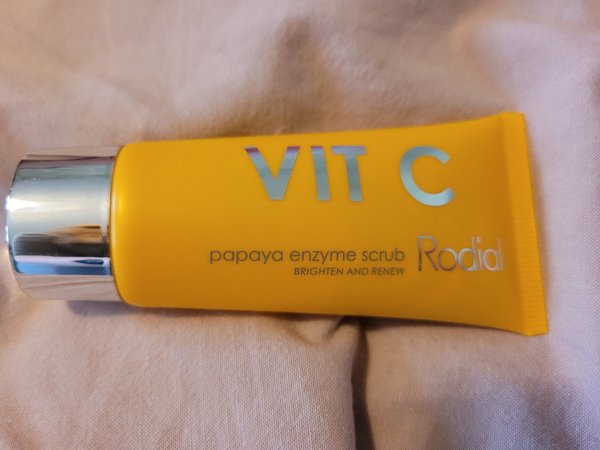 VIT C
papaya enzyme scrub
BRIGHTEN AND RENEW
Rodial